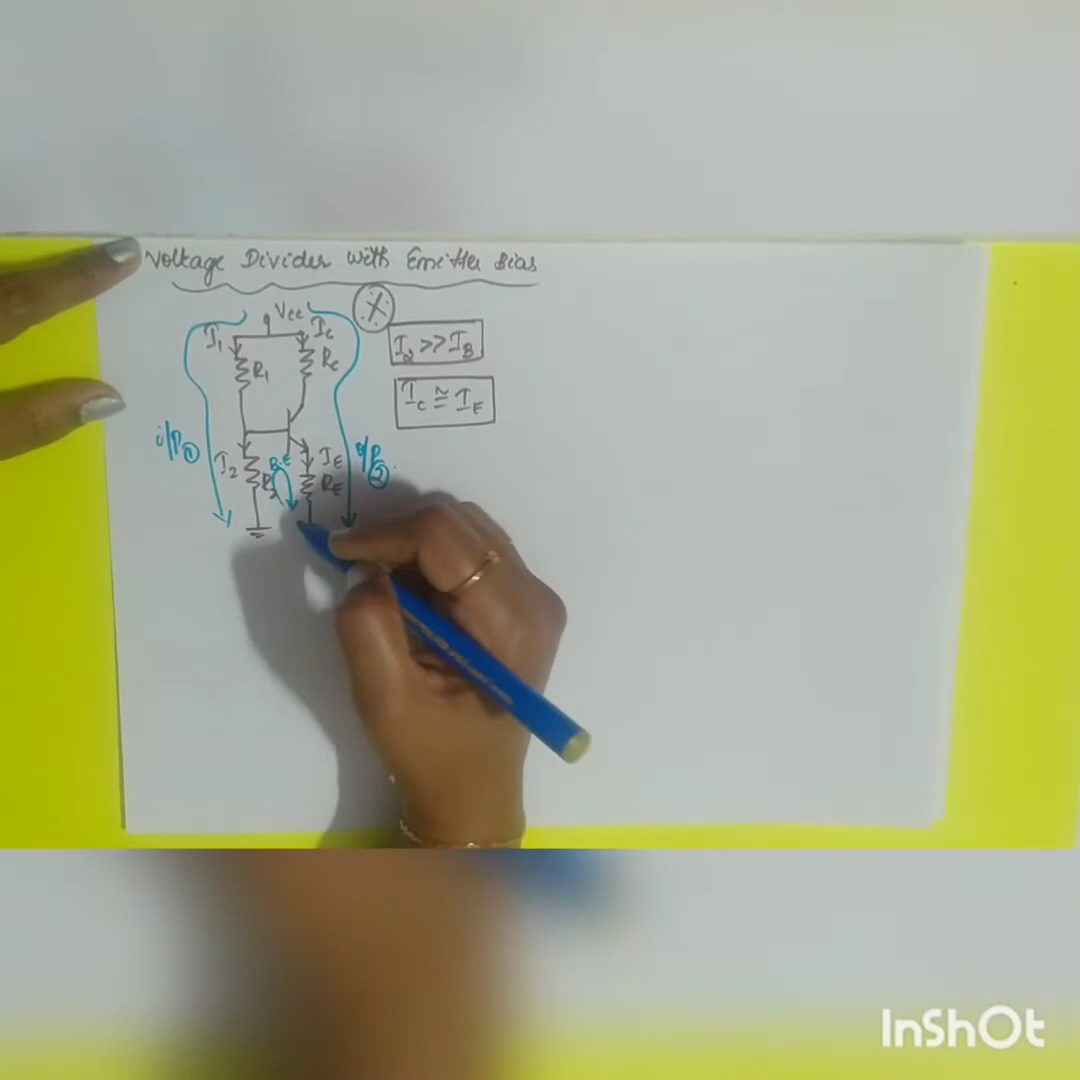 Voltage Divider with Emitter Bias
Vcc
I1
Ic
R1
Rc
I2 >> IB
Ic ≅ IE
i/P ①
I2
R2
B-E
IE
RE
o/P ②
InShOt